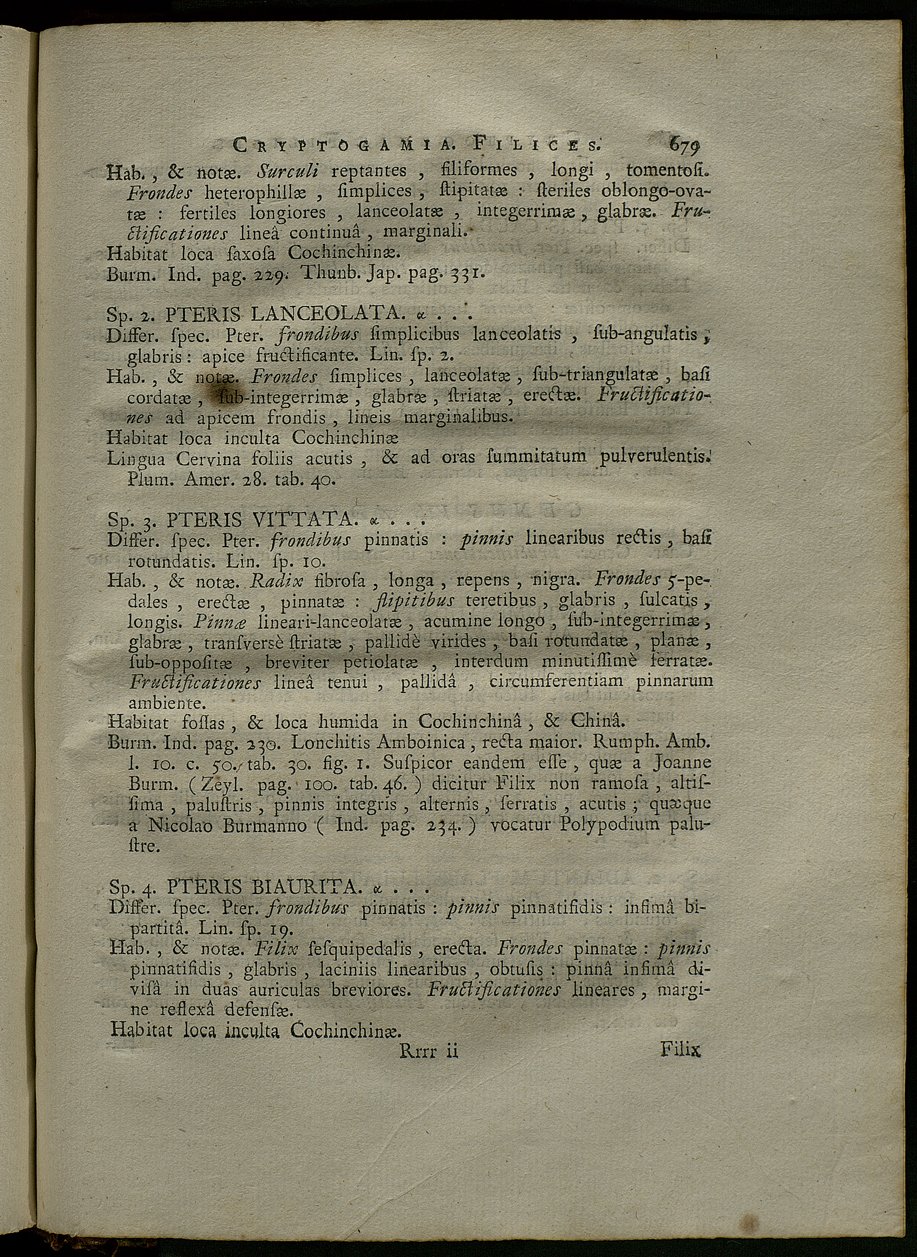 CRYPTOGAMIA. FILICES. 679
Hab. , & notæ. Surculi reptantes , filiformes , longi , tomentoſi.
Frondes heterophillæ , ſimplices , ſtipitatæ : ſteriles oblongo-ova-
tæ : fertiles longiores , lanceolatæ , integerrimæ , glabræ. Fru-
ctificationes lineâ continuâ , marginali.
Habitat loca ſaxoſa Cochinchinæ.
Burm. Ind. pag. 229. Thunb. Jap. pag. 331.
Sp. 2. PTERIS LANCEOLATA. α . . .
Differ. ſpec. Pter. frondibus ſimplicibus lanceolatis , ſub-angulatis ,
glabris : apice fructificante. Lin. ſp. 2.
Hab. , & notæ. Frondes ſimplices , lanceolatæ , ſub-triangulatæ , baſi
cordatæ , ſub-integerrimæ , glabræ , ſtriatæ , erectæ. Fructificatio-
nes ad apicem frondis , lineis marginalibus.
Habitat loca inculta Cochinchinæ
Lingua Cervina foliis acutis , & ad oras ſummitatum pulverulentis.
Plum. Amer. 28. tab. 40.
Sp. 3. PTERIS VITTATA. α . . .
Differ. ſpec. Pter. frondibus pinnatis : pinnis linearibus rectis , baſi
rotundatis. Lin. ſp. 10.
Hab. , & notæ. Radix fibroſa , longa , repens , nigra. Frondes 5-pe-
dales , erectæ , pinnatæ : ſtipitibus teretibus , glabris , ſulcatis ,
longis. Pinnæ lineari-lanceolatæ , acumine longo , ſub-integerrimæ ,
glabræ , tranſverſè ſtriatæ , pallidè virides , baſi rotundatæ , planæ ,
ſub-oppoſitæ , breviter petiolatæ , interdum minutiſſimè ſerratæ.
Fructificationes lineâ tenui , pallidâ , circumferentiam pinnarum
ambiente.
Habitat foſſas , & loca humida in Cochinchinâ , & Chinâ.
Burm. Ind. pag. 230. Lonchitis Amboinica , recta maior. Rumph. Amb.
l. 10. c. 50. tab. 30. fig. 1. Suſpicor eandem eſſe , quæ a Joanne
Burm. ( Zeyl. pag. 100. tab. 46. ) dicitur Filix non ramoſa , altiſ-
ſima , paluſtris , pinnis integris , alternis , ſerratis , acutis ; quæque
a Nicolao Burmanno ( Ind. pag. 234. ) vocatur Polypodium palu-
ſtre.
Sp. 4. PTERIS BIAURITA. α . . .
Differ. ſpec. Pter. frondibus pinnatis : pinnis pinnatifidis : infimâ bi-
partitâ. Lin. ſp. 19.
Hab. , & notæ. Filix ſeſquipedalis , erecta. Frondes pinnatæ : pinnis
pinnatifidis , glabris , laciniis linearibus , obtuſis : pinnâ infimâ di-
viſâ in duas auriculas breviores. Fructificationes lineares , margi-
ne reflexâ defenſæ.
Habitat loca inculta Cochinchinæ.
Rrrr ii Filix